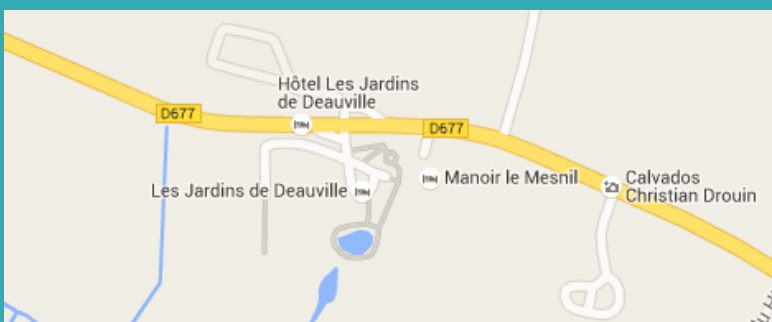 Hôtel Les Jardins
de Deauville
D677
D677
Les Jardins de Deauville
Manoir le Mesnil
Calvados
Christian Drouin